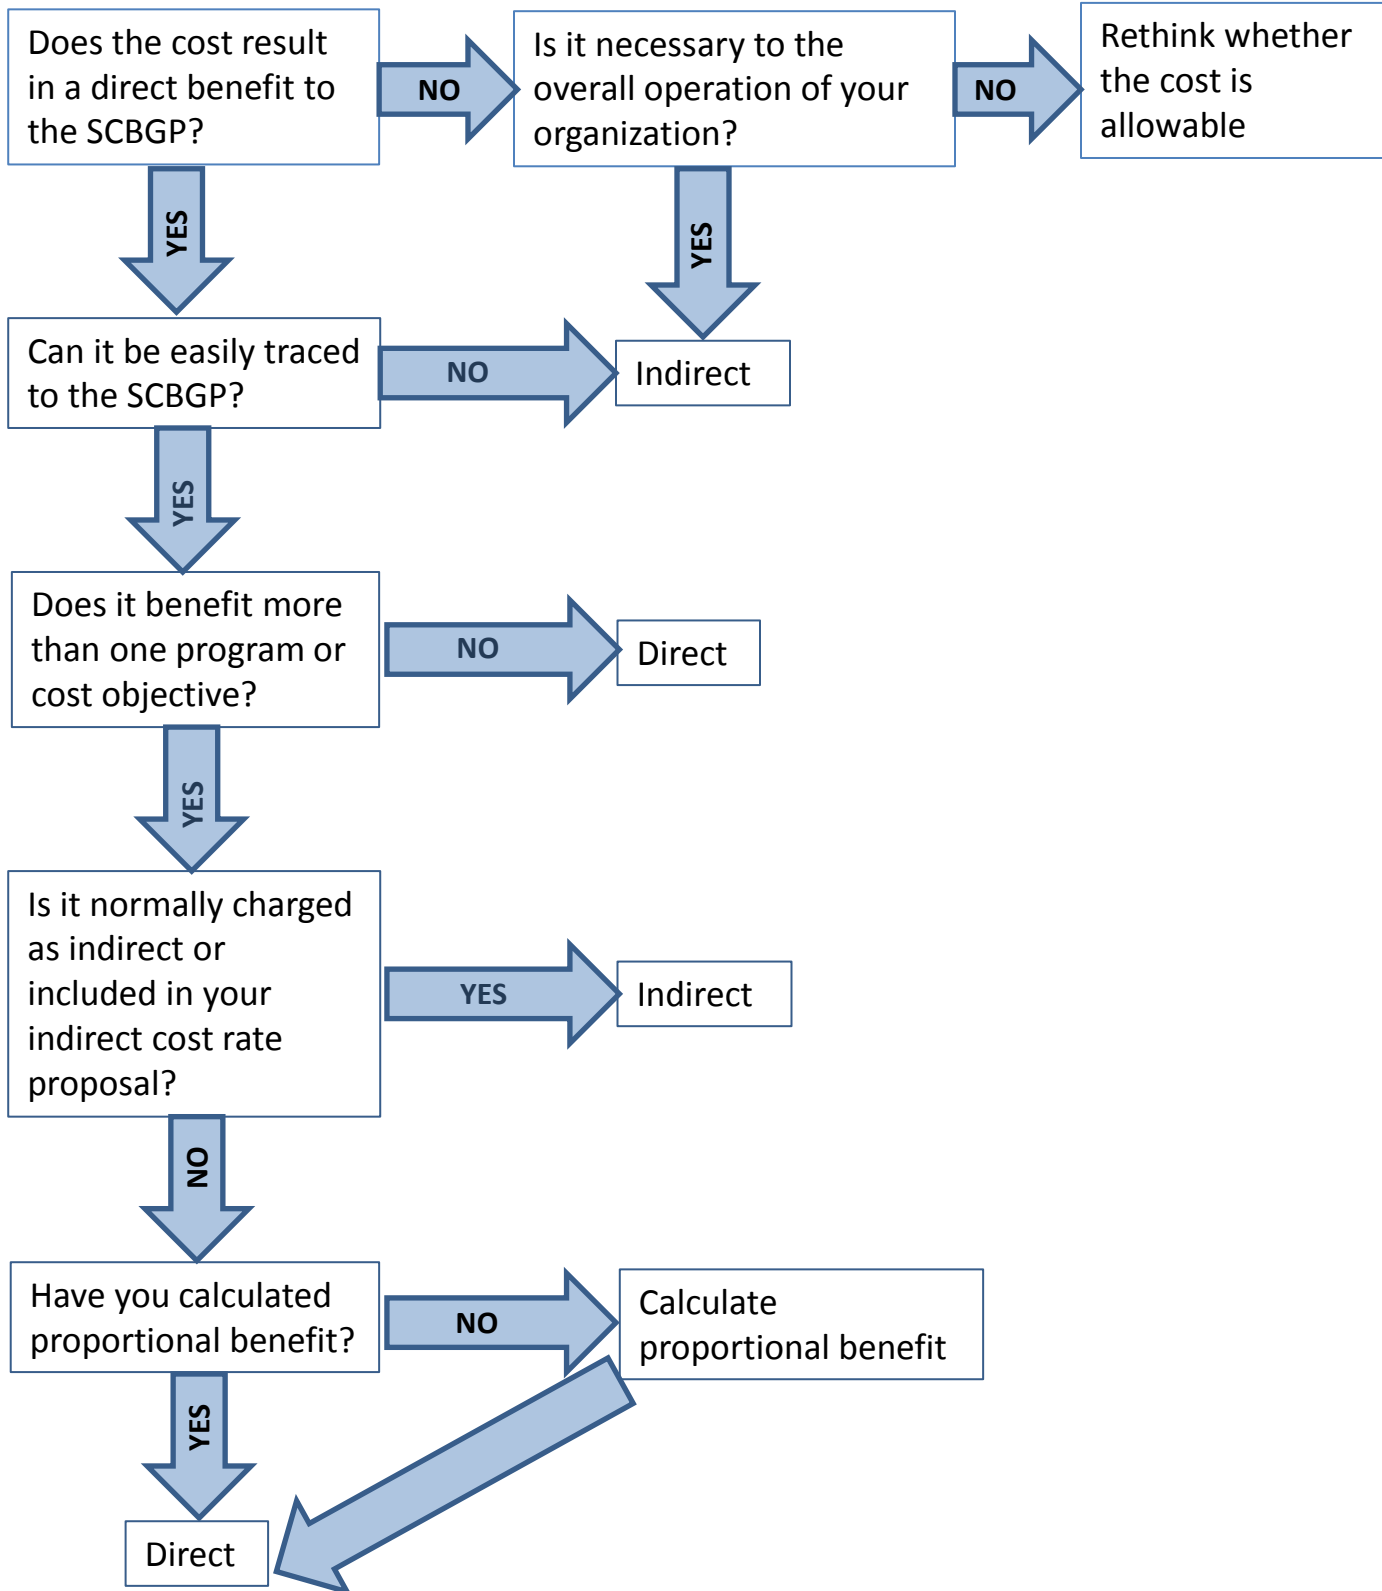 Does the cost result
in a direct benefit to
the SCBGP?
NO
Is it necessary to the
overall operation of your
organization?
NO
Rethink whether
the cost is
allowable
YES
YES
Can it be easily traced
to the SCBGP?
NO
Indirect
YES
Does it benefit more
than one program or
cost objective?
NO
Direct
YES
Is it normally charged
as indirect or
included in your
indirect cost rate
proposal?
YES
Indirect
NO
Have you calculated
proportional benefit?
NO
Calculate
proportional benefit
YES
Direct